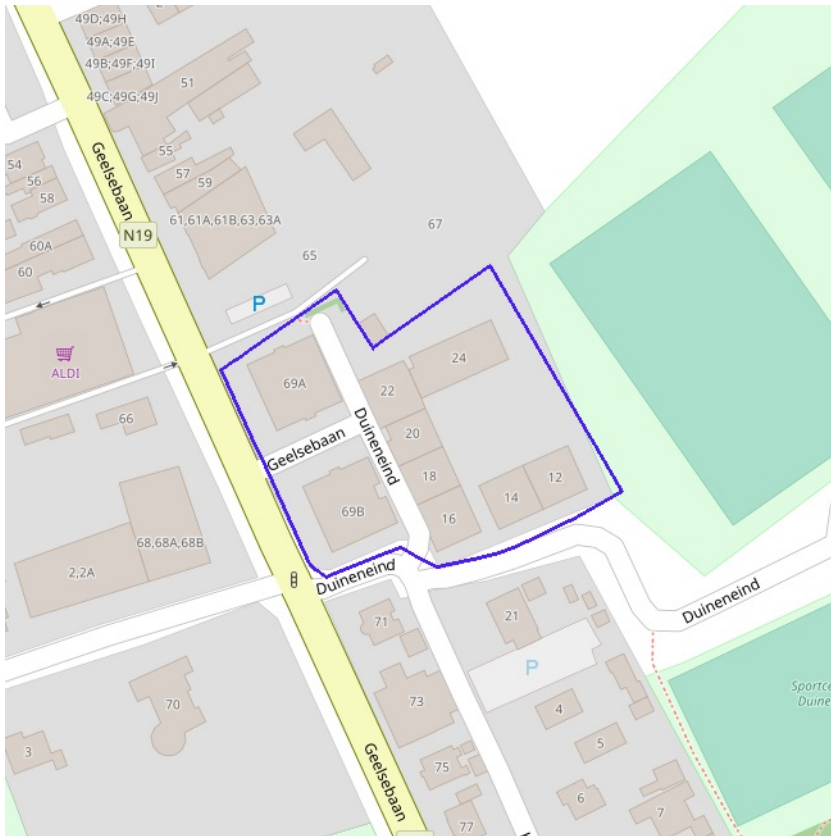 49D;49H
49A;49E
49B;49F;49I
49C;49G;49J
51
55
57
59
61,61A,61B,63,63A
65
67
54
56
58
60A
60
Geelsebaan
N19
P
ALDI
66
69A
22
24
20
18
16
14
12
Geelsebaan
Duineneind
69B
68,68A,68B
2,2A
8
Duineneind
Duineneind
71
21
P
70
73
4
5
3
75
6
7
77
Geelsebaan
Sportce
Duine